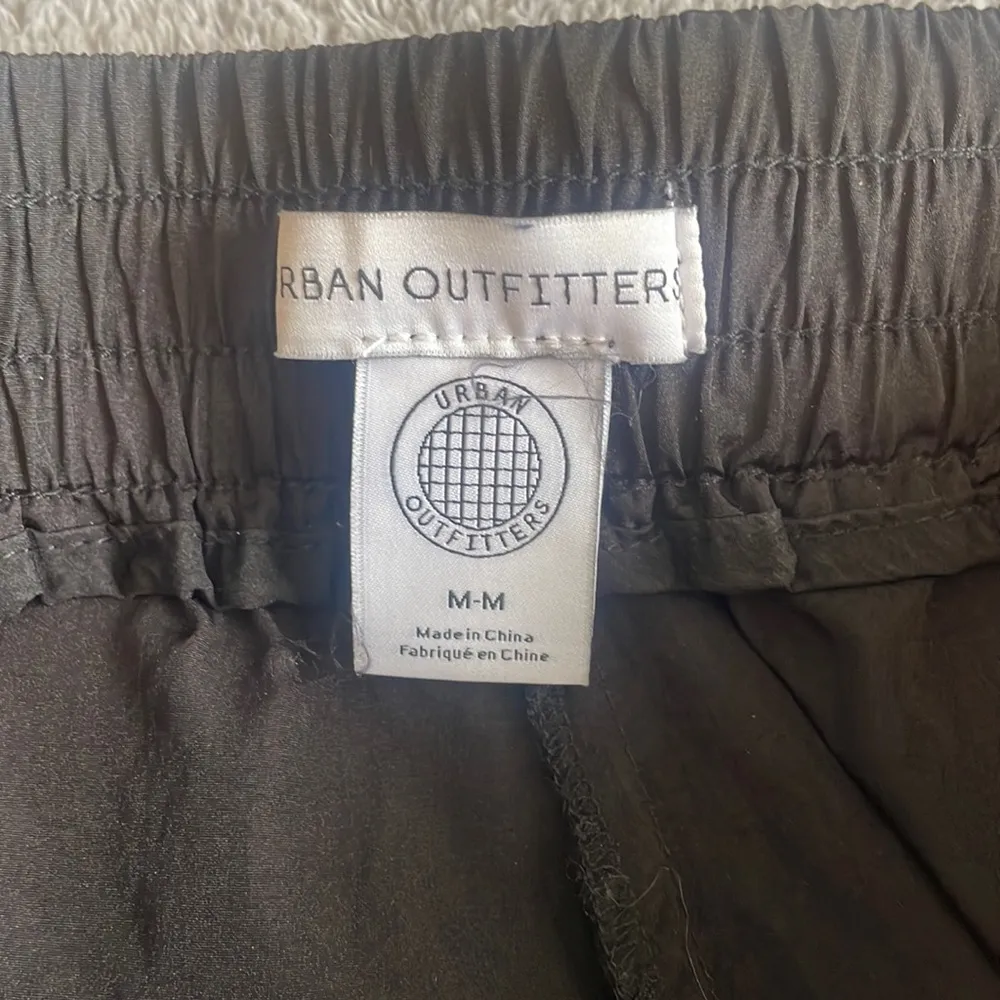 RBAN OUTFITTERS
URBAN
OUTFITTERS
M-M
Made in China
Fabriqué en Chine